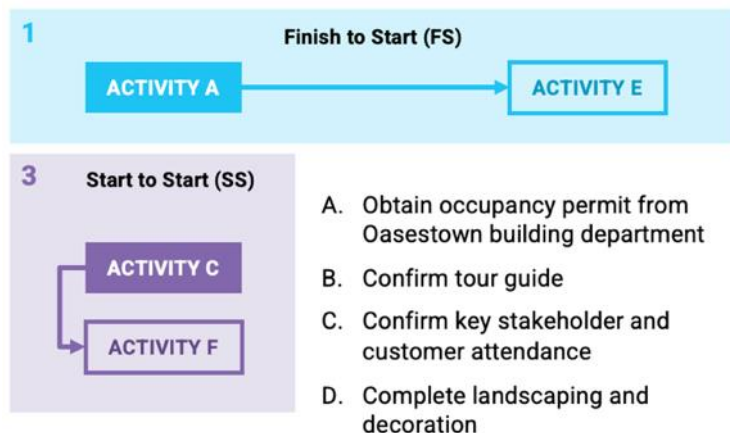 1
Finish to Start (FS)
ACTIVITY A
ACTIVITY E
3
Start to Start (SS)
ACTIVITY C
ACTIVITY F
A. Obtain occupancy permit from
Oasestown building department
B. Confirm tour guide
C. Confirm key stakeholder and
customer attendance
D. Complete landscaping and
decoration